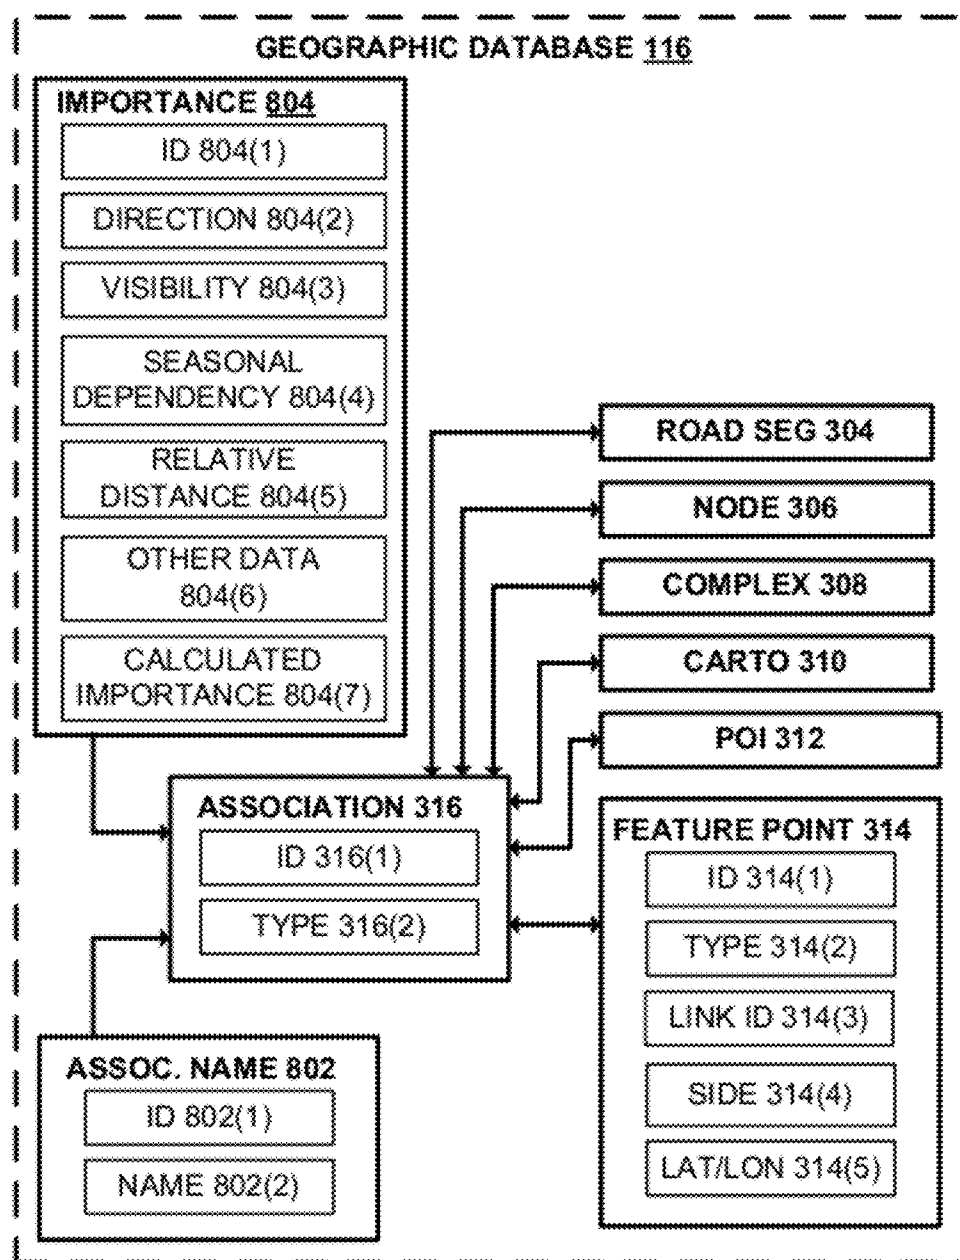 GEOGRAPHIC DATABASE 116
IMPORTANCE 804
ID 804(1)
DIRECTION 804(2)
VISIBILITY 804(3)
SEASONAL
DEPENDENCY 804(4)
RELATIVE
DISTANCE 804(5)
OTHER DATA
804(6)
CALCULATED
IMPORTANCE 804(7)
ROAD SEG 304
NODE 306
COMPLEX 308
CARTO 310
POI 312
ASSOCIATION 316
ID 316(1)
TYPE 316(2)
FEATURE POINT 314
ID 314(1)
TYPE 314(2)
LINK ID 314(3)
SIDE 314(4)
LAT/LON 314(5)
ASSOC. NAME 802
ID 802(1)
NAME 802(2)